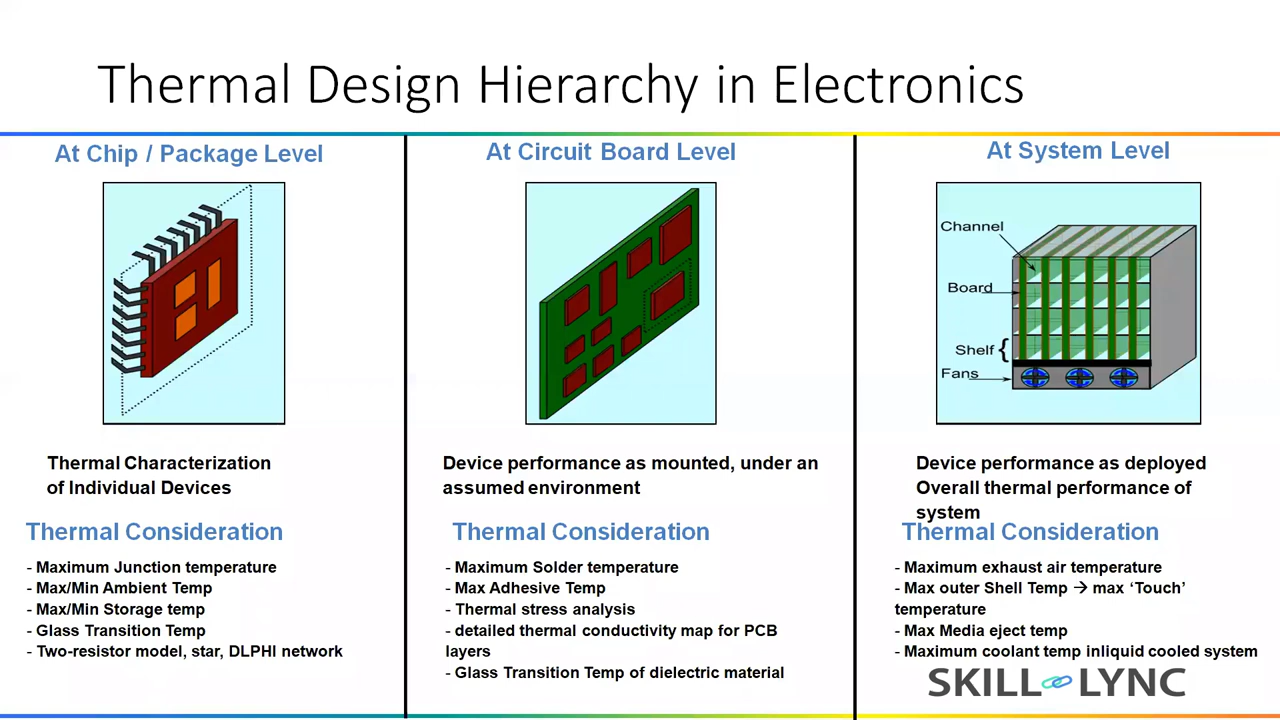 Thermal Design Hierarchy in Electronics
At Chip / Package Level
Thermal Characterization
of Individual Devices
Thermal Consideration
- Maximum Junction temperature
- Max/Min Ambient Temp
- Max/Min Storage temp
- Glass Transition Temp
- Two-resistor model, star, DLPHI network
At Circuit Board Level
Device performance as mounted, under an
assumed environment
Thermal Consideration
- Maximum Solder temperature
- Max Adhesive Temp
- Thermal stress analysis
- detailed thermal conductivity map for PCB
layers
- Glass Transition Temp of dielectric material
At System Level
Channel
Board
Shelf {
Fans
Device performance as deployed
Overall thermal performance of
system
Thermal Consideration
- Maximum exhaust air temperature
- Max outer Shell Temp → max ‘Touch’
temperature
- Max Media eject temp
- Maximum coolant temp inliquid cooled system
SKILL LYNC